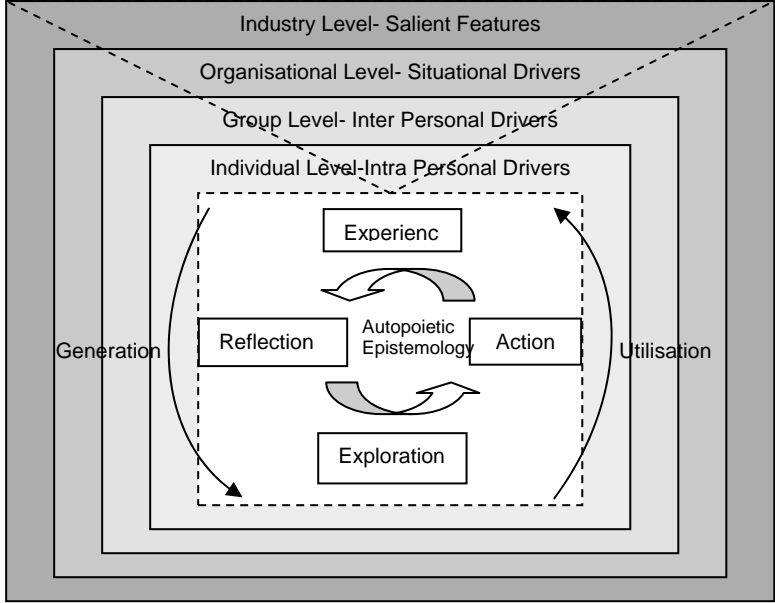 Industry Level- Salient Features
Organisational Level- Situational Drivers
Group Level- Inter Personal Drivers
Individual Level-Intra Personal Drivers
Experienc
Generation
Reflection
Autopoietic
Epistemology
Action
Utilisation
Exploration